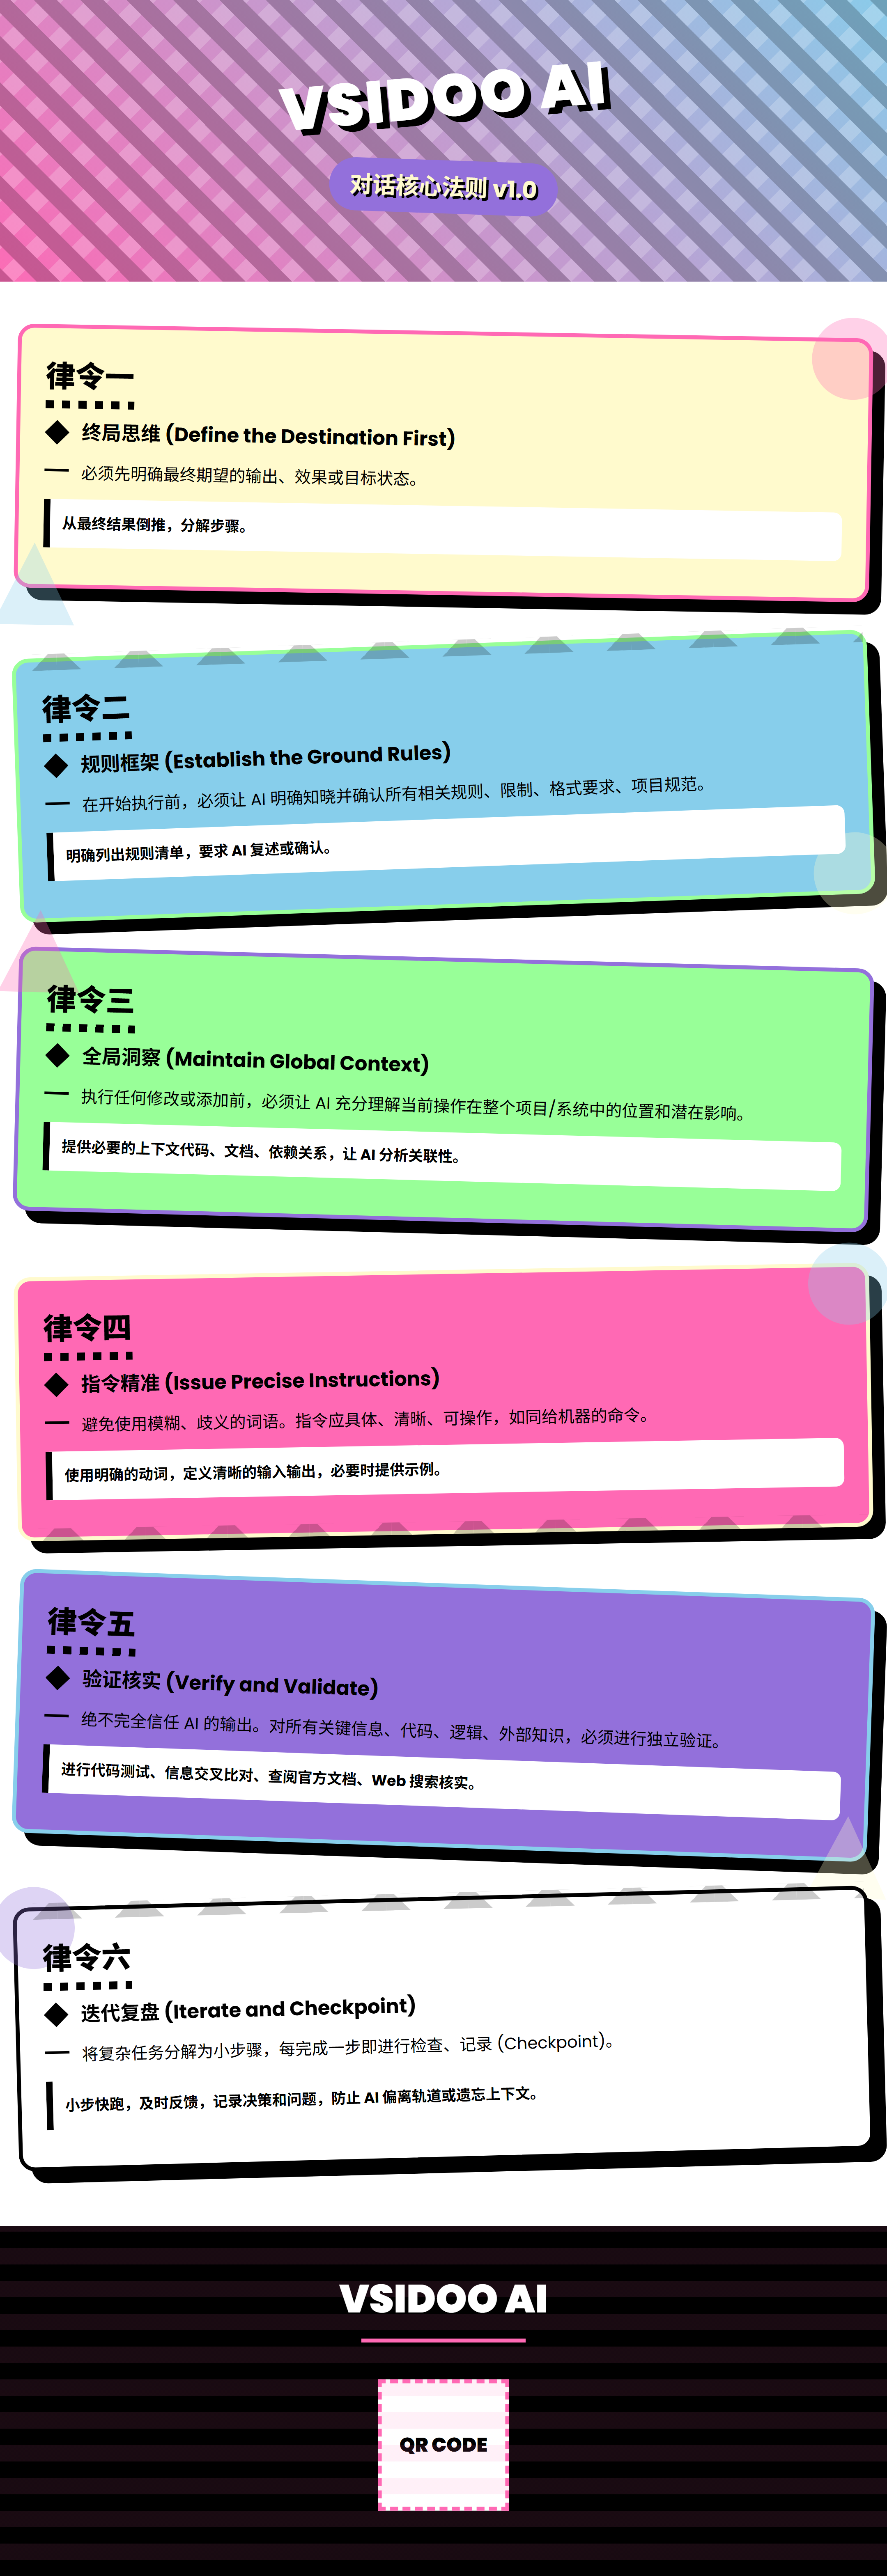 VSIDOO AI
对话核心法则 v1.0
律令一
终局思维 (Define the Destination First)
必须先明确最终期望的输出、效果或目标状态。
从最终结果倒推，分解步骤。
律令二
规则框架 (Establish the Ground Rules)
在开始执行前，必须让 AI 明确知晓并确认所有相关规则、限制、格式要求、项目规范。
明确列出规则清单，要求 AI 复述或确认。
律令三
全局洞察 (Maintain Global Context)
执行任何修改或添加前，必须让 AI 充分理解当前操作在整个项目/系统中的位置和潜在影响。
提供必要的上下文代码、文档、依赖关系，让 AI 分析关联性。
律令四
指令精准 (Issue Precise Instructions)
避免使用模糊、歧义的词语。指令应具体、清晰、可操作，如同给机器的命令。
使用明确的动词，定义清晰的输入输出，必要时提供示例。
律令五
验证核实 (Verify and Validate)
绝不完全信任 AI 的输出。对所有关键信息、代码、逻辑、外部知识，必须进行独立验证。
进行代码测试、信息交叉比对、查阅官方文档、Web 搜索核实。
律令六
迭代复盘 (Iterate and Checkpoint)
将复杂任务分解为小步骤，每完成一步即进行检查、记录 (Checkpoint)。
小步快跑，及时反馈，记录决策和问题，防止 AI 偏离轨道或遗忘上下文。
VSIDOO AI
QR CODE